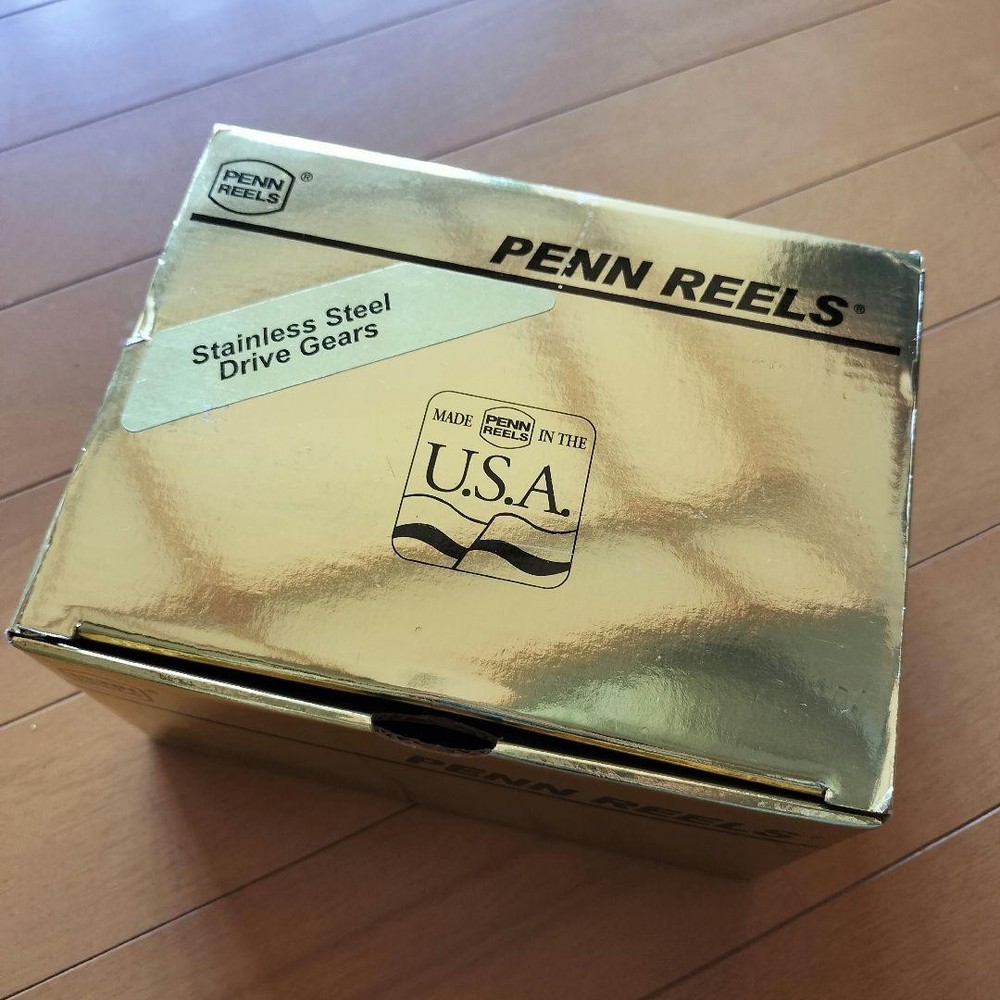 PENN
REELS®
PENN REELS®
Stainless Steel
Drive Gears
MADE PENN REELS IN THE
U.S.A.
PENN REELS